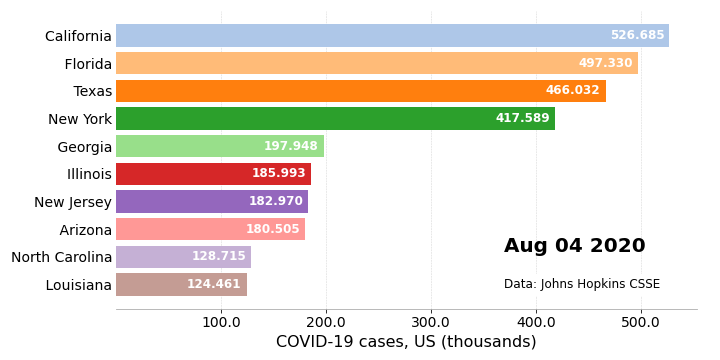 California 526.685
Florida 497.330
Texas 466.032
New York 417.589
Georgia 197.948
Illinois 185.993
New Jersey 182.970
Arizona 180.505
North Carolina 128.715
Louisiana 124.461
Aug 04 2020
Data: Johns Hopkins CSSE
100.0 200.0 300.0 400.0 500.0
COVID-19 cases, US (thousands)